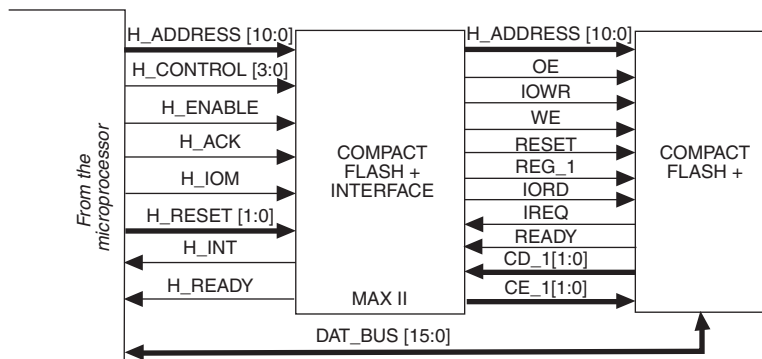 H_ADDRESS [10:0]
H_CONTROL [3:0]
H_ENABLE
H_ACK
H_IOM
H_RESET [1:0]
H_INT
H_READY
From the
microprocessor
COMPACT
FLASH +
INTERFACE
MAX II
H_ADDRESS [10:0]
OE
IOWR
WE
RESET
REG_1
IORD
IREQ
READY
CD_1[1:0]
CE_1[1:0]
COMPACT
FLASH +
DAT_BUS [15:0]